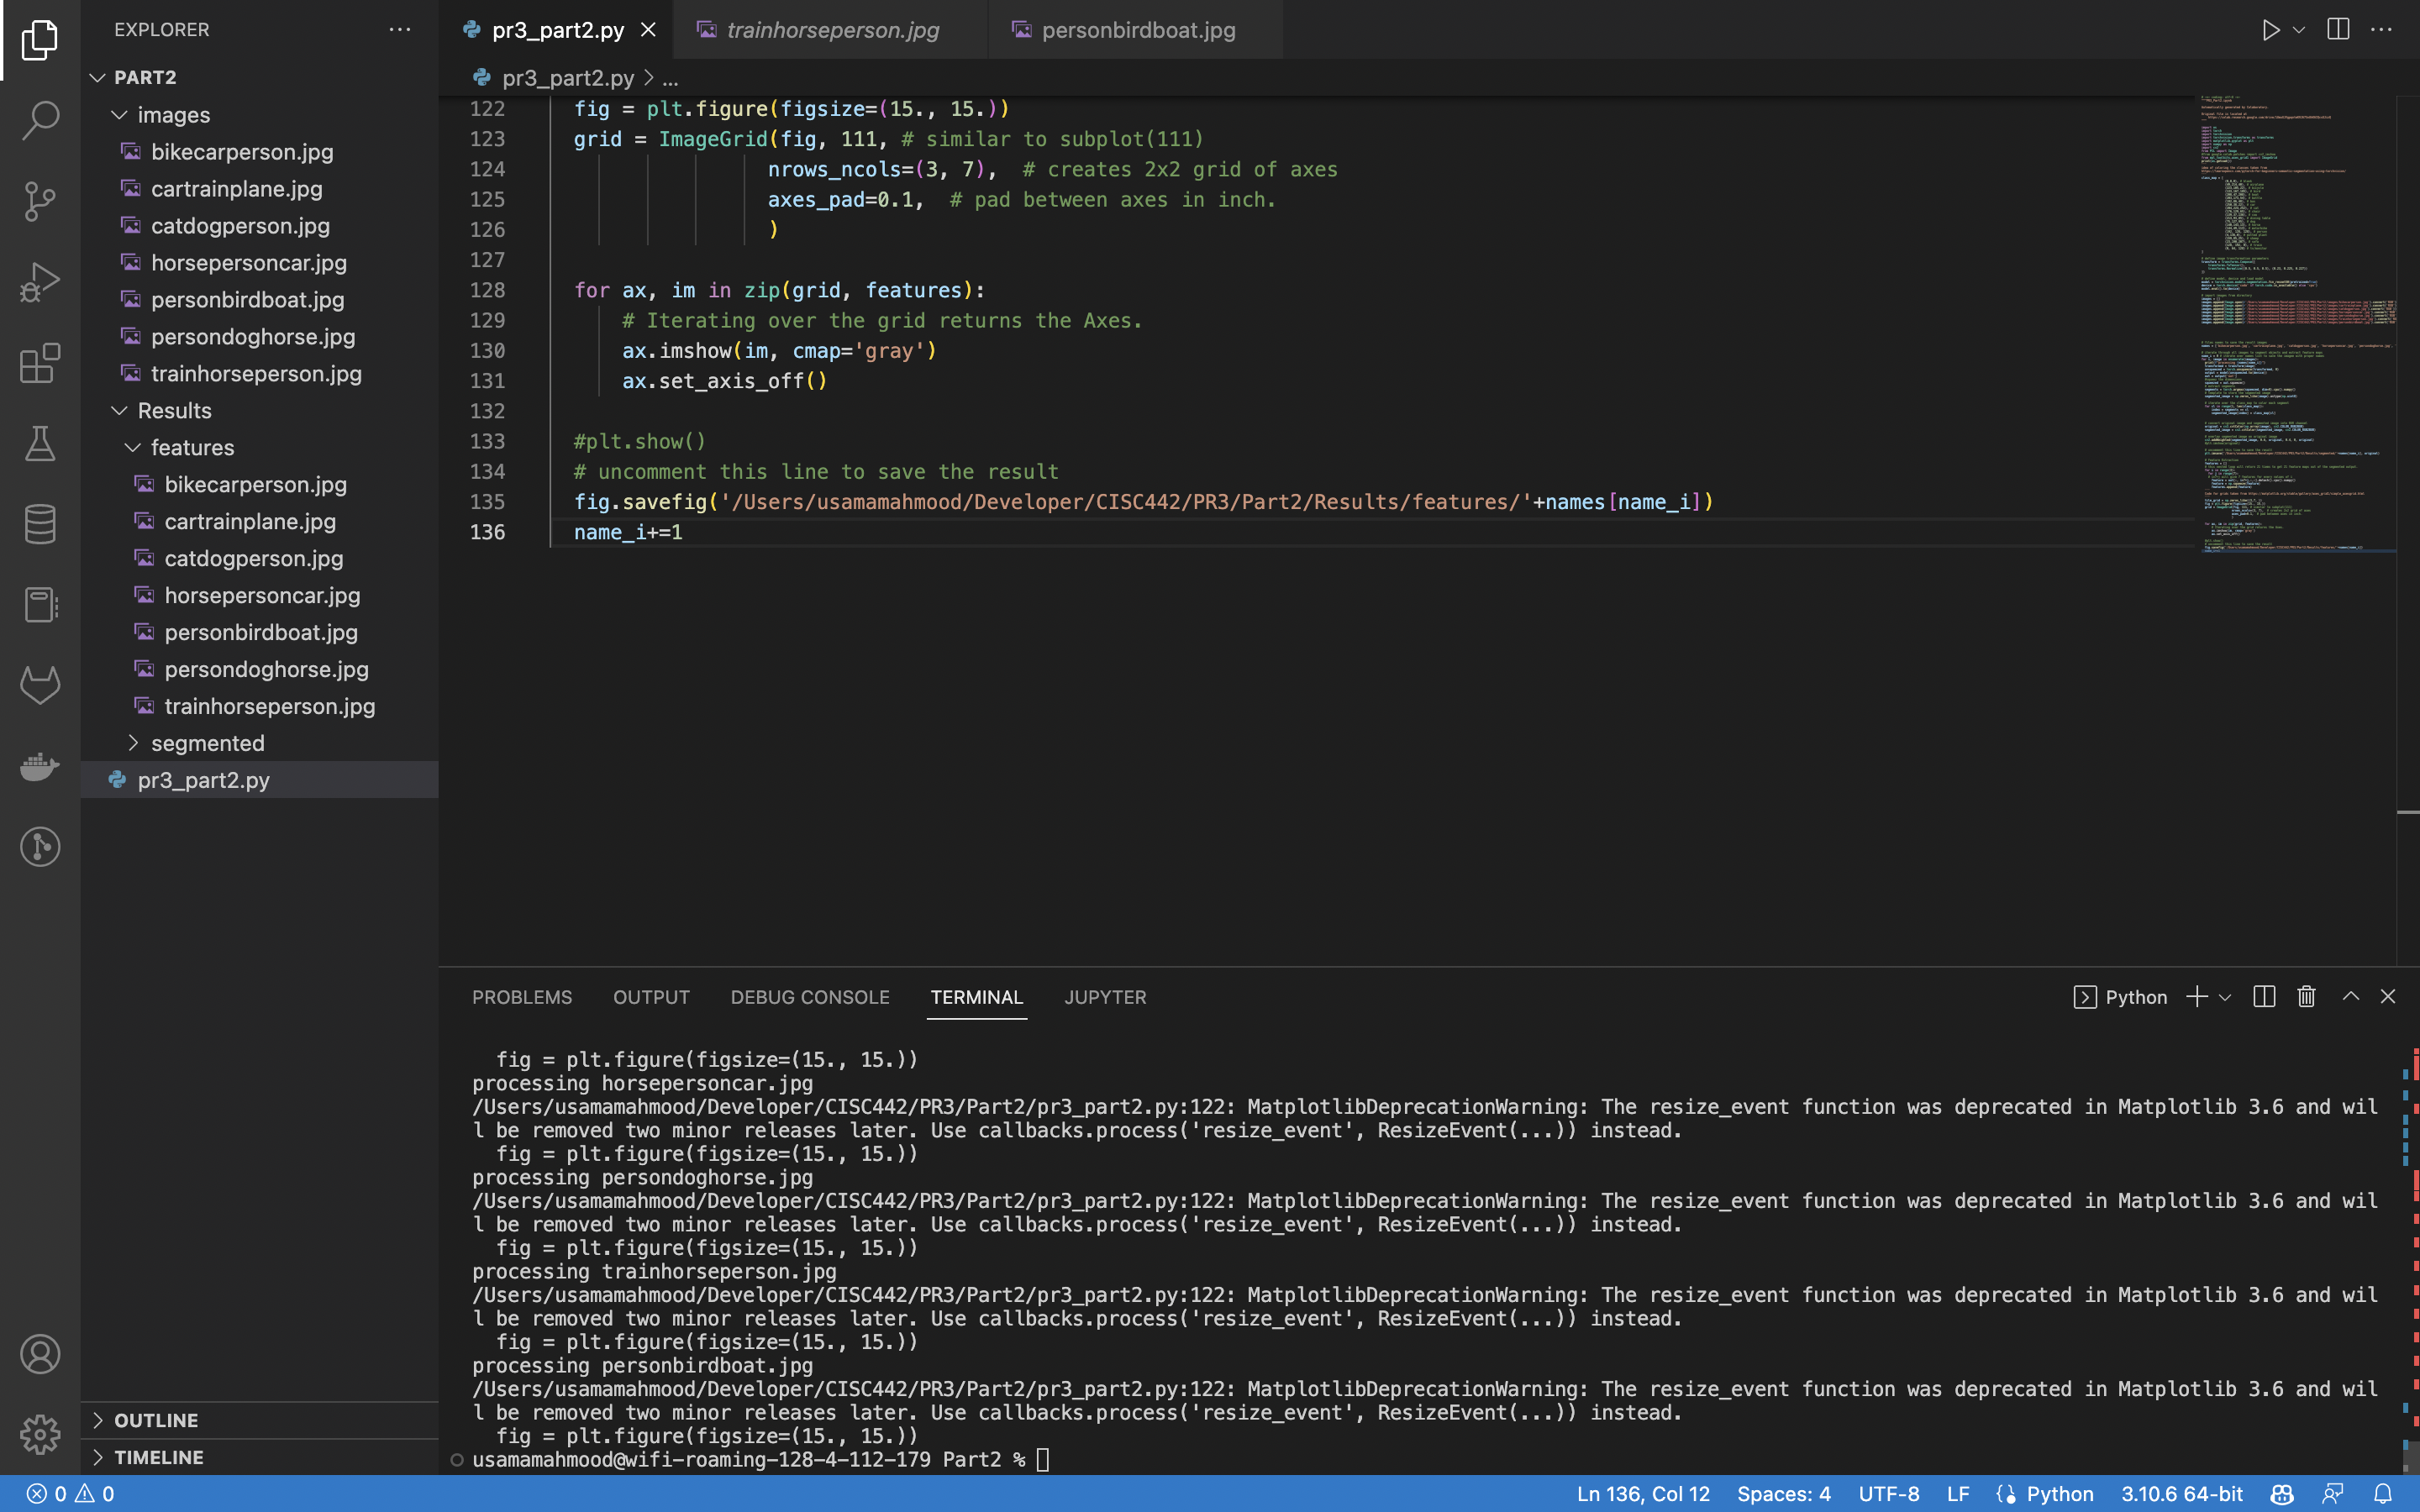 EXPLORER
PART2
images
bikecarperson.jpg
cartrainplane.jpg
catdogperson.jpg
horsepersoncar.jpg
personbirdboat.jpg
persondoghorse.jpg
trainhorseperson.jpg
Results
features
bikecarperson.jpg
cartrainplane.jpg
catdogperson.jpg
horsepersoncar.jpg
personbirdboat.jpg
persondoghorse.jpg
trainhorseperson.jpg
segmented
pr3_part2.py
OUTLINE
TIMELINE
pr3_part2.py
trainhorseperson.jpg
personbirdboat.jpg
pr3_part2.py > ...
122 fig = plt.figure(figsize=(15., 15.))
123 grid = ImageGrid(fig, 111, # similar to subplot(111)
124 nrows_ncols=(3, 7), # creates 2x2 grid of axes
125 axes_pad=0.1, # pad between axes in inch.
126 )
127
128 for ax, im in zip(grid, features):
129 # Iterating over the grid returns the Axes.
130 ax.imshow(im, cmap='gray')
131 ax.set_axis_off()
132
133 #plt.show()
134 # uncomment this line to save the result
135 fig.savefig('/Users/usamamahmood/Developer/CISC442/PR3/Part2/Results/features/'+names[name_i])
136 name_i+=1
PROBLEMS OUTPUT DEBUG CONSOLE TERMINAL JUPYTER
Python
fig = plt.figure(figsize=(15., 15.))
processing horsepersoncar.jpg
/Users/usamamahmood/Developer/CISC442/PR3/Part2/pr3_part2.py:122: MatplotlibDeprecationWarning: The resize_event function was deprecated in Matplotlib 3.6 and wil
l be removed two minor releases later. Use callbacks.process('resize_event', ResizeEvent(...)) instead.
fig = plt.figure(figsize=(15., 15.))
processing persondoghorse.jpg
/Users/usamamahmood/Developer/CISC442/PR3/Part2/pr3_part2.py:122: MatplotlibDeprecationWarning: The resize_event function was deprecated in Matplotlib 3.6 and wil
l be removed two minor releases later. Use callbacks.process('resize_event', ResizeEvent(...)) instead.
fig = plt.figure(figsize=(15., 15.))
processing trainhorseperson.jpg
/Users/usamamahmood/Developer/CISC442/PR3/Part2/pr3_part2.py:122: MatplotlibDeprecationWarning: The resize_event function was deprecated in Matplotlib 3.6 and wil
l be removed two minor releases later. Use callbacks.process('resize_event', ResizeEvent(...)) instead.
fig = plt.figure(figsize=(15., 15.))
processing personbirdboat.jpg
/Users/usamamahmood/Developer/CISC442/PR3/Part2/pr3_part2.py:122: MatplotlibDeprecationWarning: The resize_event function was deprecated in Matplotlib 3.6 and wil
l be removed two minor releases later. Use callbacks.process('resize_event', ResizeEvent(...)) instead.
fig = plt.figure(figsize=(15., 15.))
usamamahmood@wifi-roaming-128-4-112-179 Part2 %
0 0 Ln 136, Col 12 Spaces: 4 UTF-8 LF Python 3.10.6 64-bit